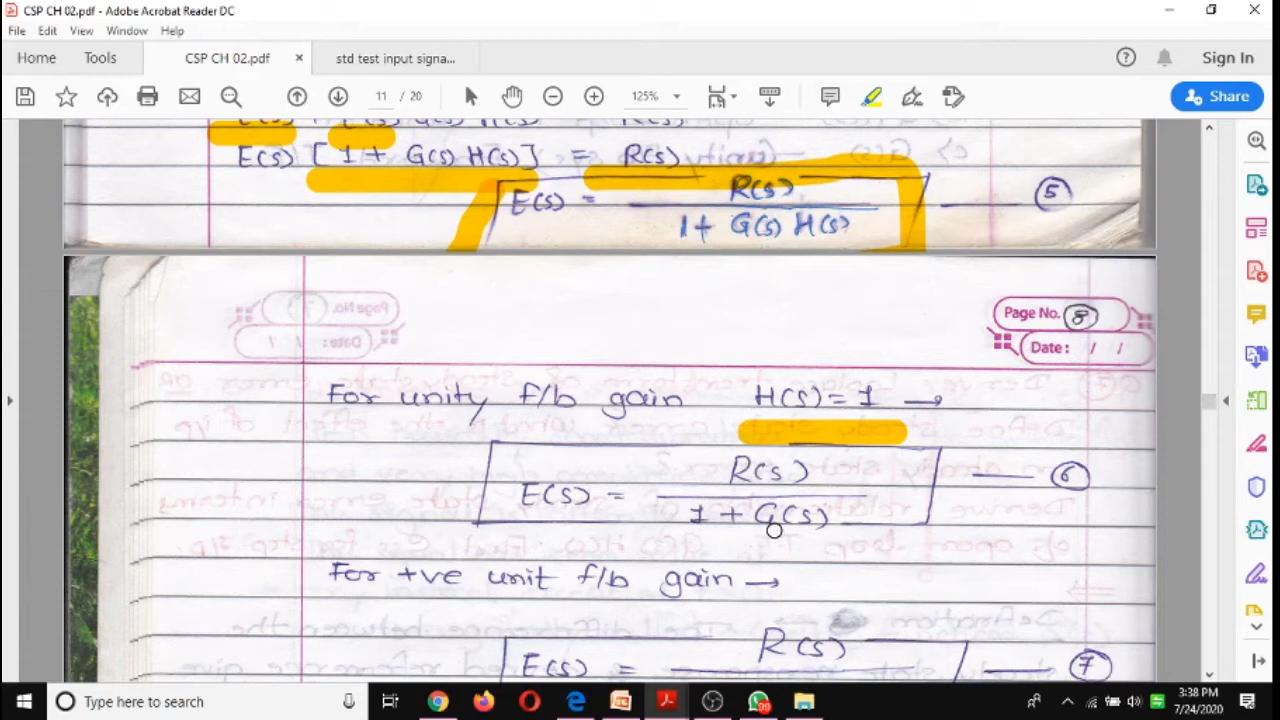 CSP CH 02.pdf - Adobe Acrobat Reader DC
File Edit View Window Help
Home Tools CSP CH 02.pdf × std test input signa... Sign In
11 / 20 125% Share
E(s) [1 + G(s) H(s)] = R(s)
E(s) = R(s) / 1 + G(s) H(s) — 5
Page No. 8
Date: / /
For unity f/b gain H(s) = 1 →
E(s) = R(s) / 1 + G(s) — 6
For +ve unit f/b gain →
E(s) = R(s) — 7
Type here to search
99
3:38 PM
7/24/2020